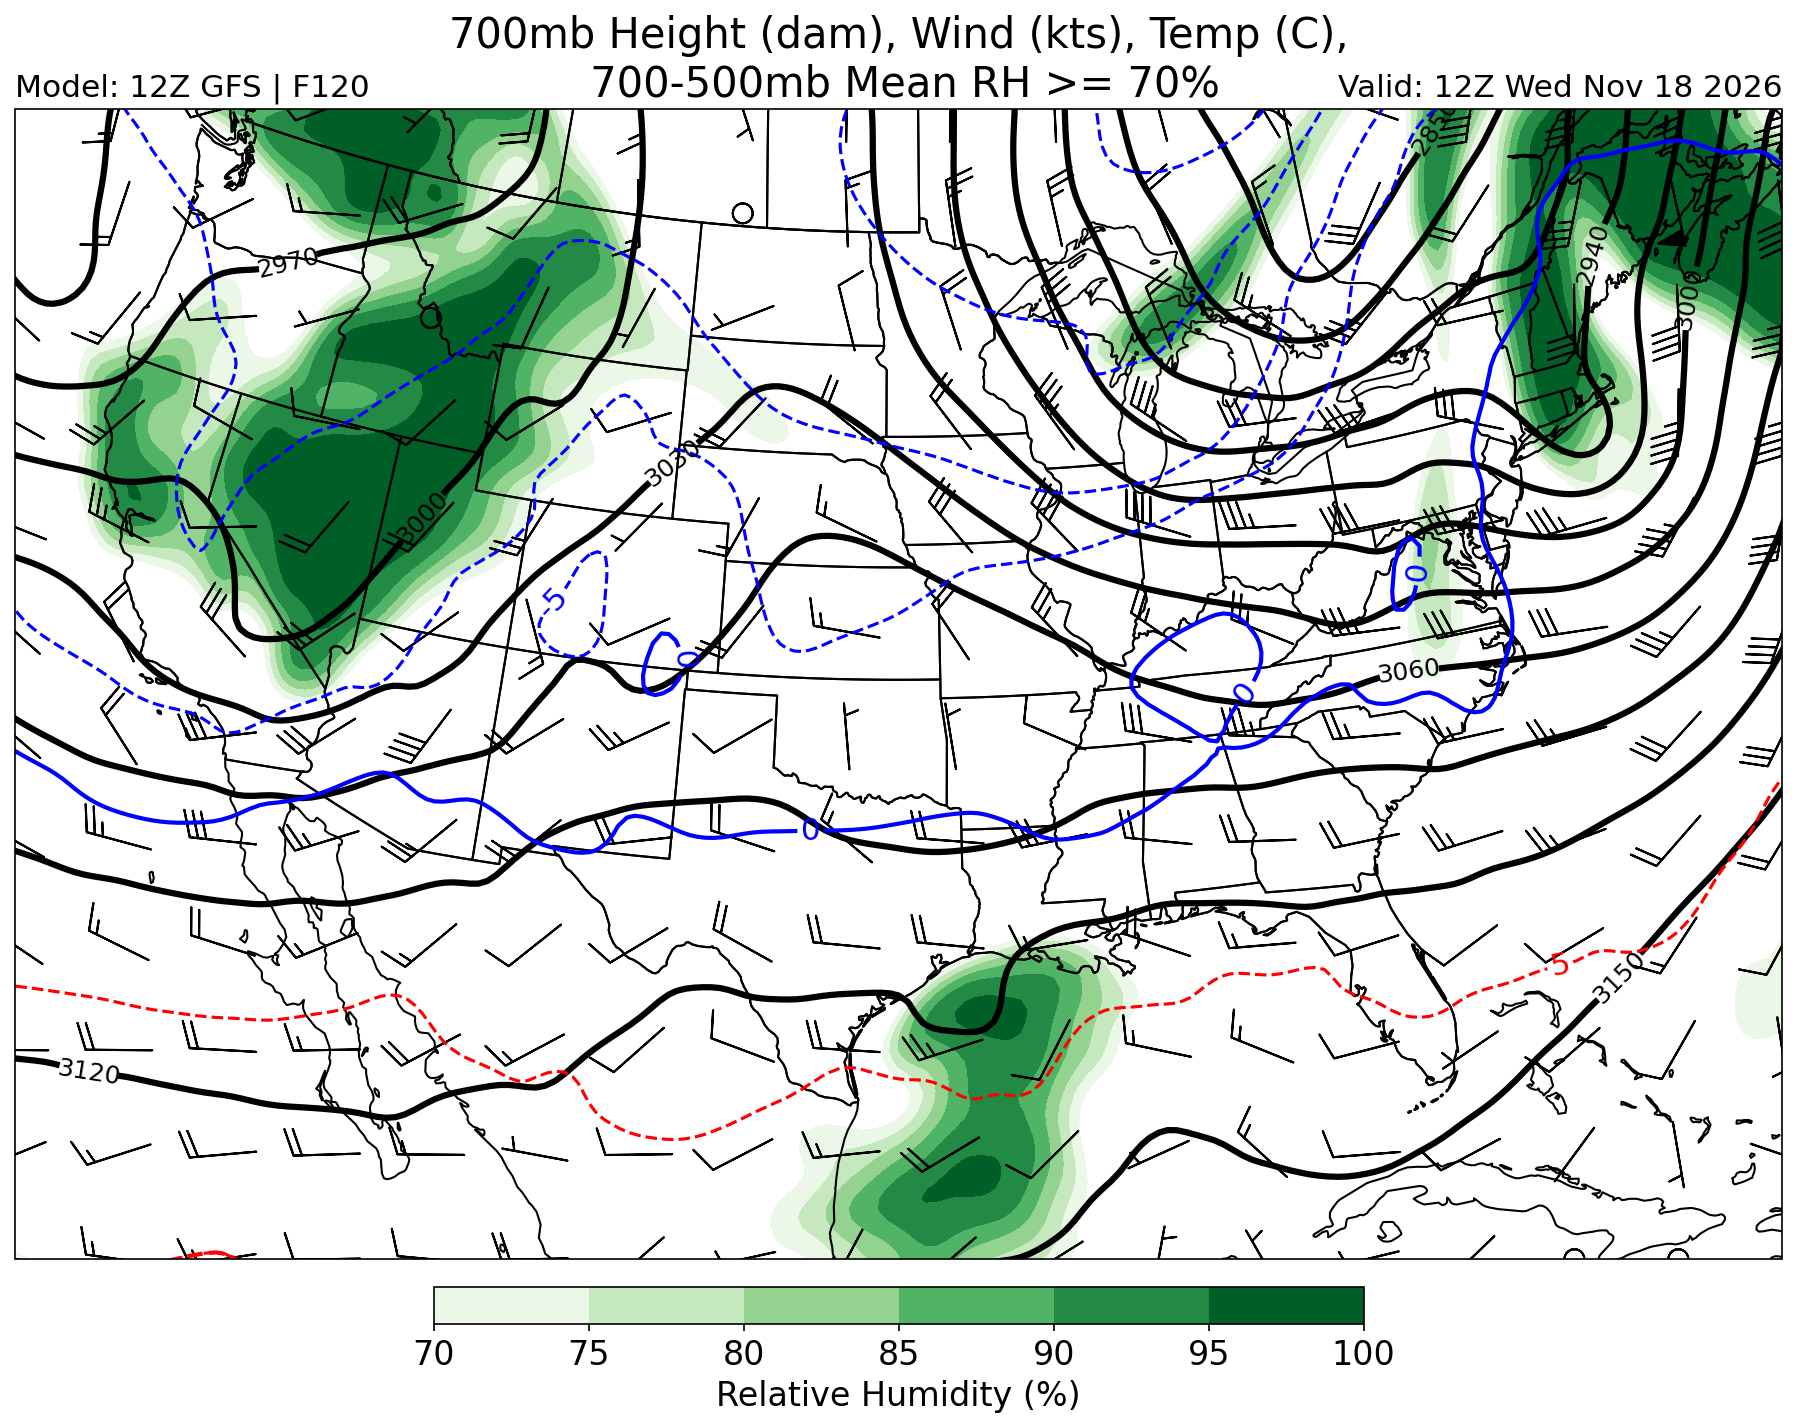 700mb Height (dam), Wind (kts), Temp (C),
700-500mb Mean RH >= 70%
Model: 12Z GFS | F120
Valid: 12Z Wed Nov 18 2026
2850
2970
2940
3000
3030
3000
5
0
0
0
3060
0
5
3150
3120
70 75 80 85 90 95 100
Relative Humidity (%)